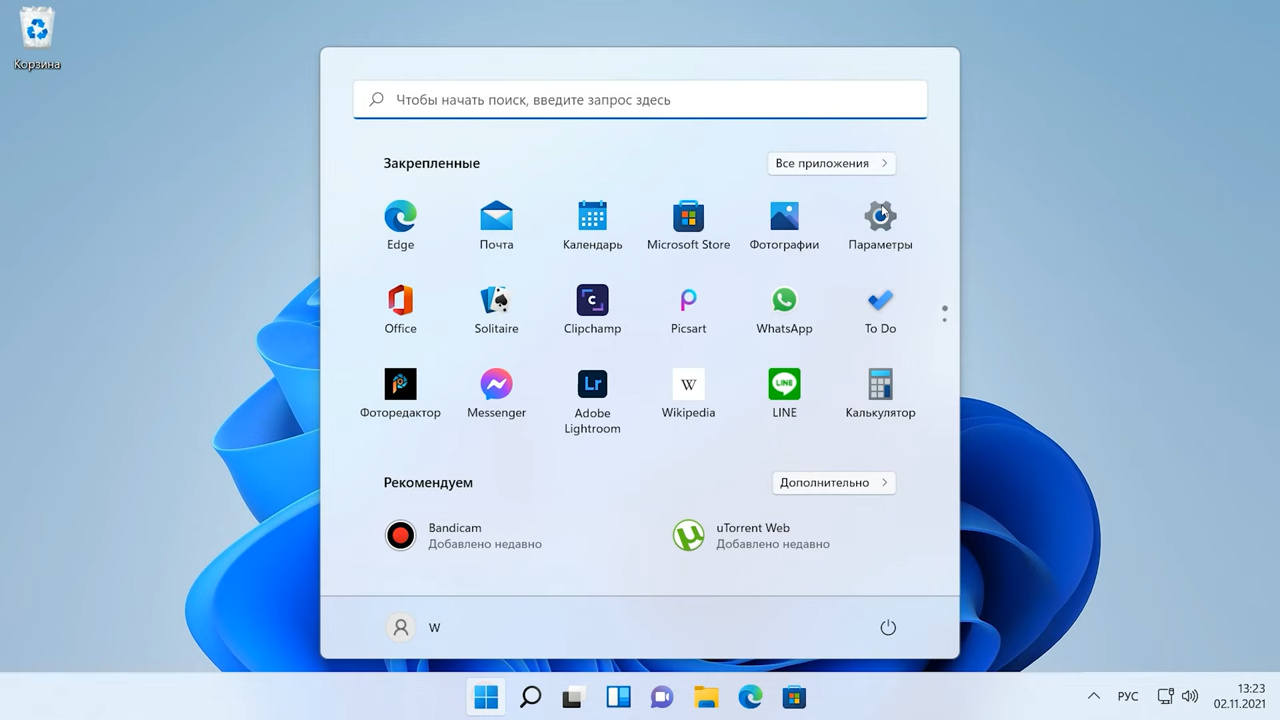 Корзина
Чтобы начать поиск, введите запрос здесь
Закрепленные
Все приложения
Edge
Почта
Календарь
Microsoft Store
Фотографии
Параметры
Office
Solitaire
C
Clipchamp
Picsart
WhatsApp
To Do
Фоторедактор
Messenger
Lr
Adobe
Lightroom
W
Wikipedia
LINE
LINE
Калькулятор
Рекомендуем
Дополнительно
Bandicam
Добавлено недавно
uTorrent Web
Добавлено недавно
W
РУС
13:23
02.11.2021